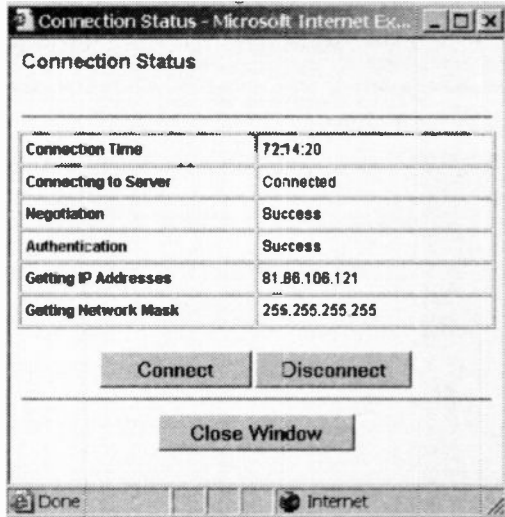 Connection Status - Microsoft Internet Ex...
Connection Status
Connection Time 72:14:20
Connecting to Server Connected
Negotiation Success
Authentication Success
Getting IP Addresses 81.86.106.121
Getting Network Mask 255.255.255.255
Connect Disconnect
Close Window
Done Internet